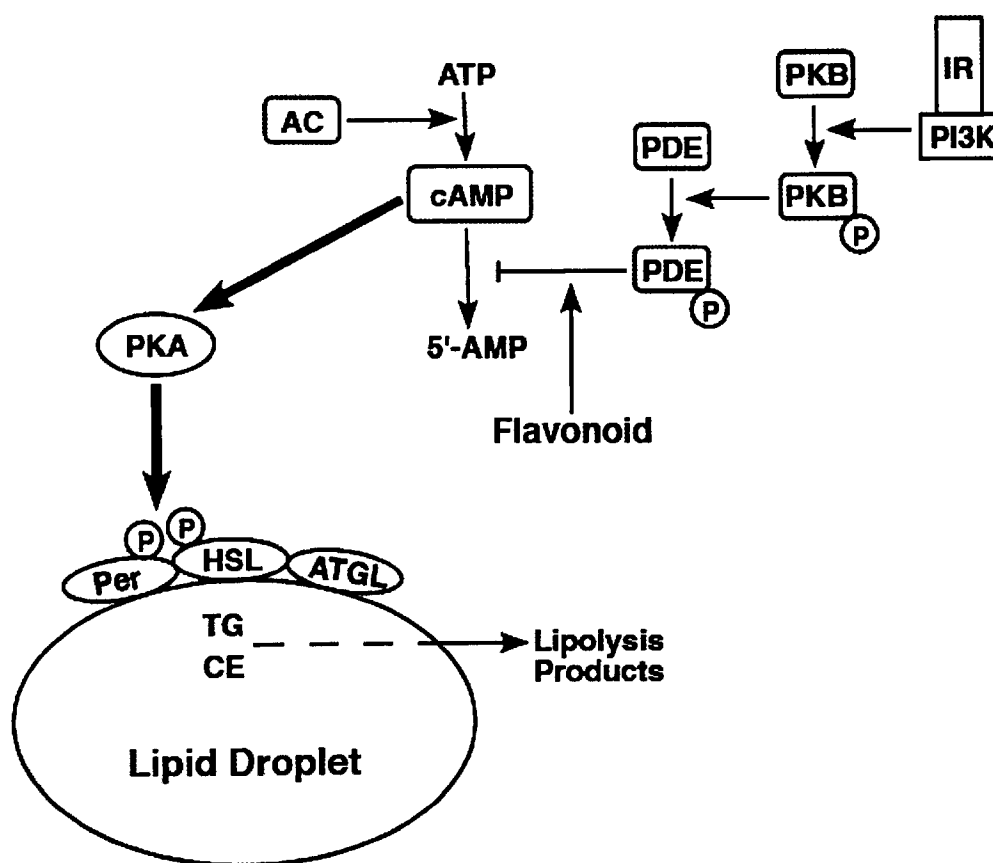 IR
PKB
ATP
AC
PI3K
PDE
cAMP
PKB
P
PDE
P
PKA
5'-AMP
Flavonoid
P
P
Per
HSL
ATGL
TG
CE
Lipolysis
Products
Lipid Droplet